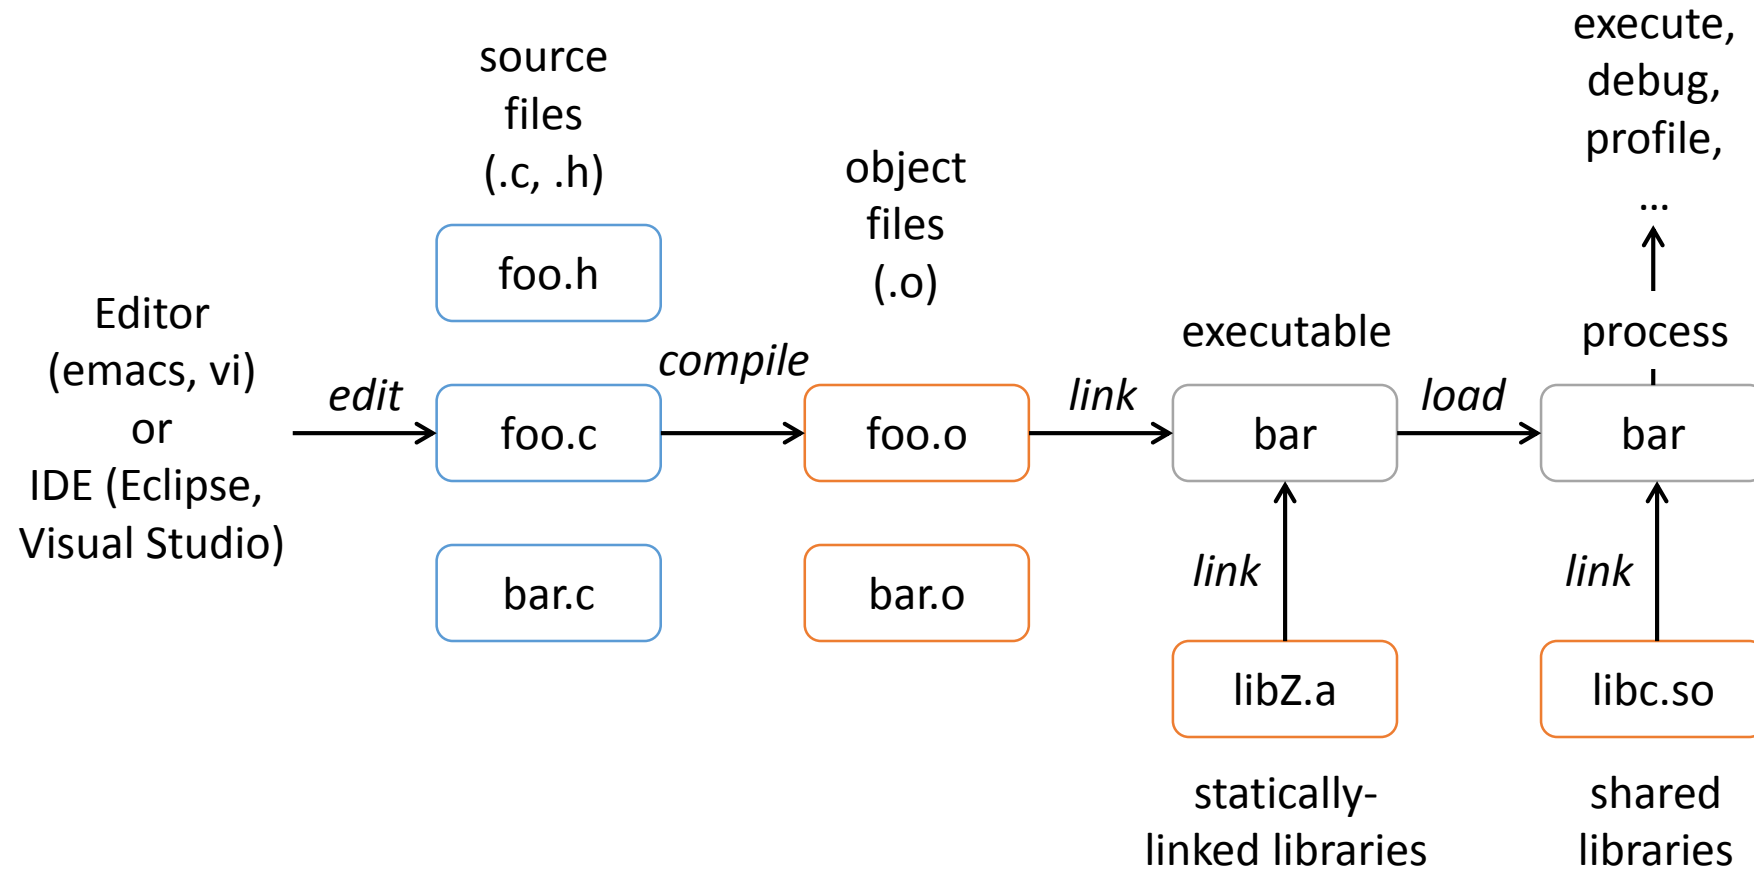 Editor
(emacs, vi)
or
IDE (Eclipse,
Visual Studio)
edit
source
files
(.c, .h)
foo.h
foo.c
bar.c
compile
object
files
(.o)
foo.o
bar.o
link
executable
bar
link
libZ.a
statically-
linked libraries
load
execute,
debug,
profile,
...
process
bar
link
libc.so
shared
libraries